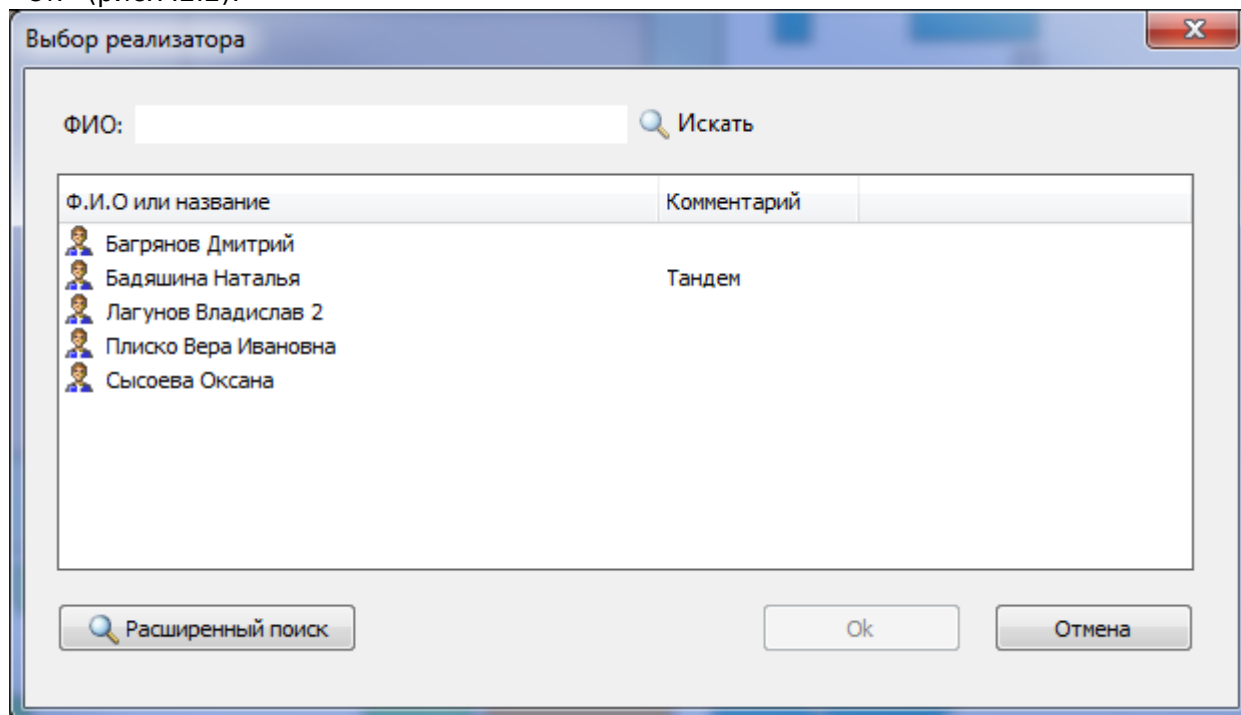 Выбор реализатора
ФИО: Искать
Ф.И.О или название Комментарий
Багрянов Дмитрий
Бадяшина Наталья Тандем
Лагунов Владислав 2
Плиско Вера Ивановна
Сысоева Оксана
Расширенный поиск Ok Отмена